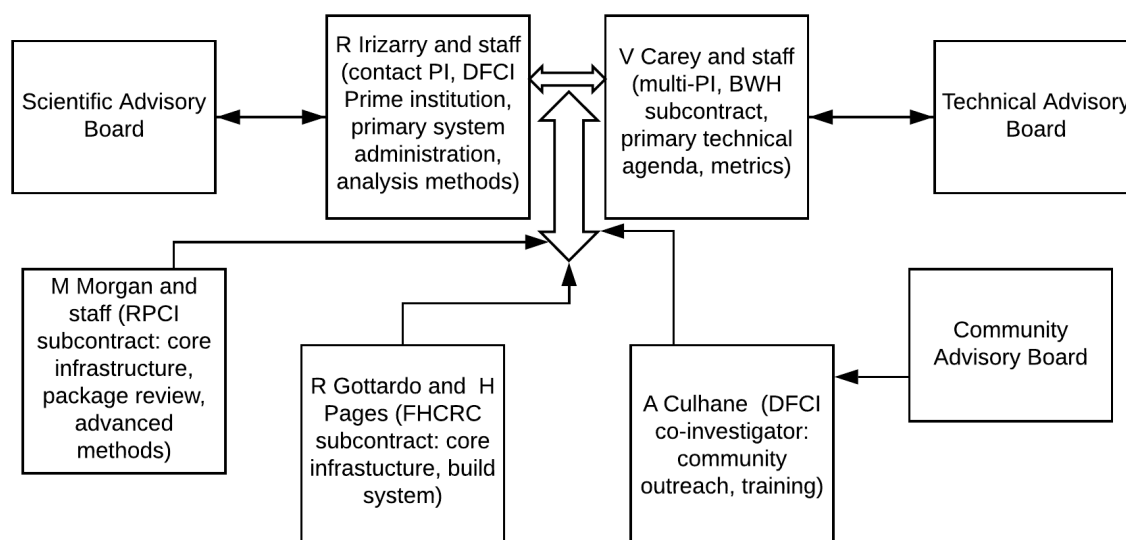 Scientific Advisory
Board
R Irizarry and staff
(contact PI, DFCI
Prime institution,
primary system
administration,
analysis methods)
V Carey and staff
(multi-PI, BWH
subcontract,
primary technical
agenda, metrics)
Technical Advisory
Board
M Morgan and
staff (RPCI
subcontract: core
infrastructure,
package review,
advanced
methods)
R Gottardo and H
Pages (FHCRC
subcontract: core
infrastucture, build
system)
A Culhane (DFCI
co-investigator:
community
outreach, training)
Community
Advisory Board